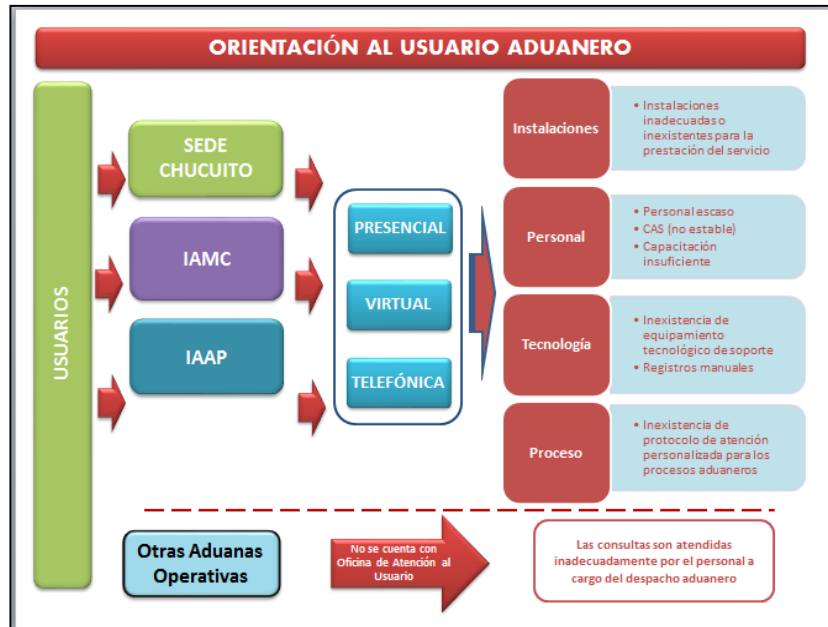 ORIENTACIÓN AL USUARIO ADUANERO
USUARIOS
SEDE
CHUCUITO
IAMC
IAAP
PRESENCIAL
VIRTUAL
TELEFÓNICA
Instalaciones
• Instalaciones
inadecuadas o
inexistentes para la
prestación del servicio
Personal
• Personal escaso
• CAS (no estable)
• Capacitación
insuficiente
Tecnología
• Inexistencia de
equipamiento
tecnológico de soporte
• Registros manuales
Proceso
• Inexistencia de
protocolo de atención
personalizada para los
procesos aduaneros
Otras Aduanas
Operativas
No se cuenta con
Oficina de Atención al
Usuario
Las consultas son atendidas
inadecuadamente por el personal a
cargo del despacho aduanero